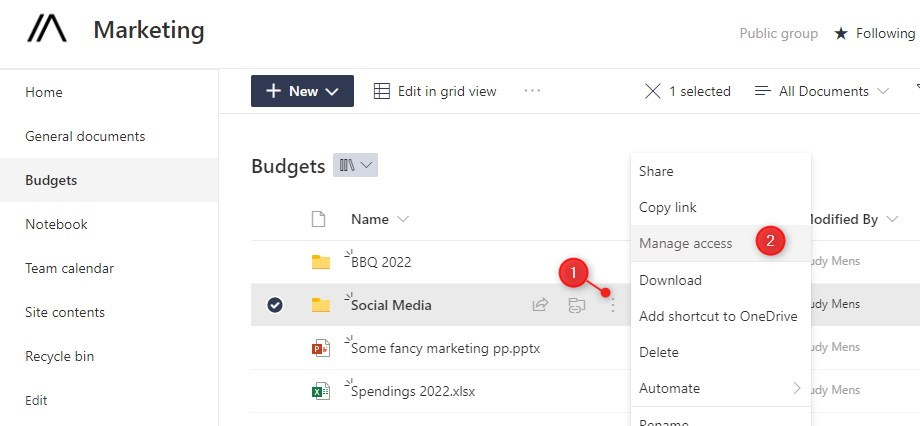 Marketing
Public group ★ Following
+ New
Edit in grid view
1 selected
All Documents
Home
General documents
Budgets
Notebook
Team calendar
Site contents
Recycle bin
Edit
Budgets
Name
BBQ 2022
Social Media
Some fancy marketing pp.pptx
Spendings 2022.xlsx
1
Share
Copy link
Manage access
2
Download
Add shortcut to OneDrive
Delete
Automate
Rename
odified By
udy Mens
udy Mens
udy Mens
udy Mens